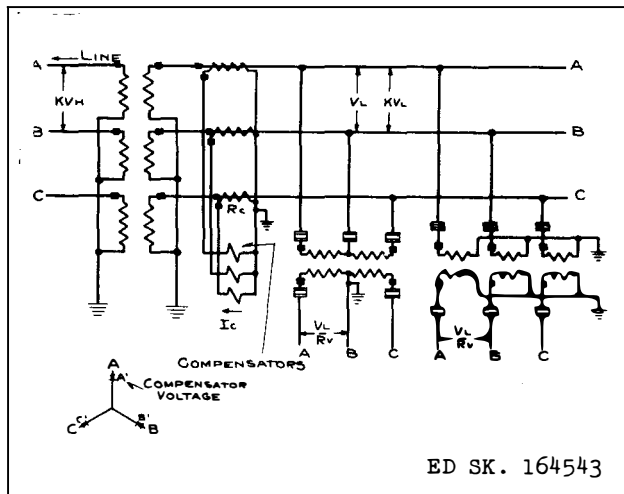 LINE
A A
KVH VL KVL
B B
C C
RC
IC
VL
RV
A B C
VL
RV
A B C
COMPENSATORS
A
A'
COMPENSATOR
VOLTAGE
C' B'
C B
ED SK. 164543